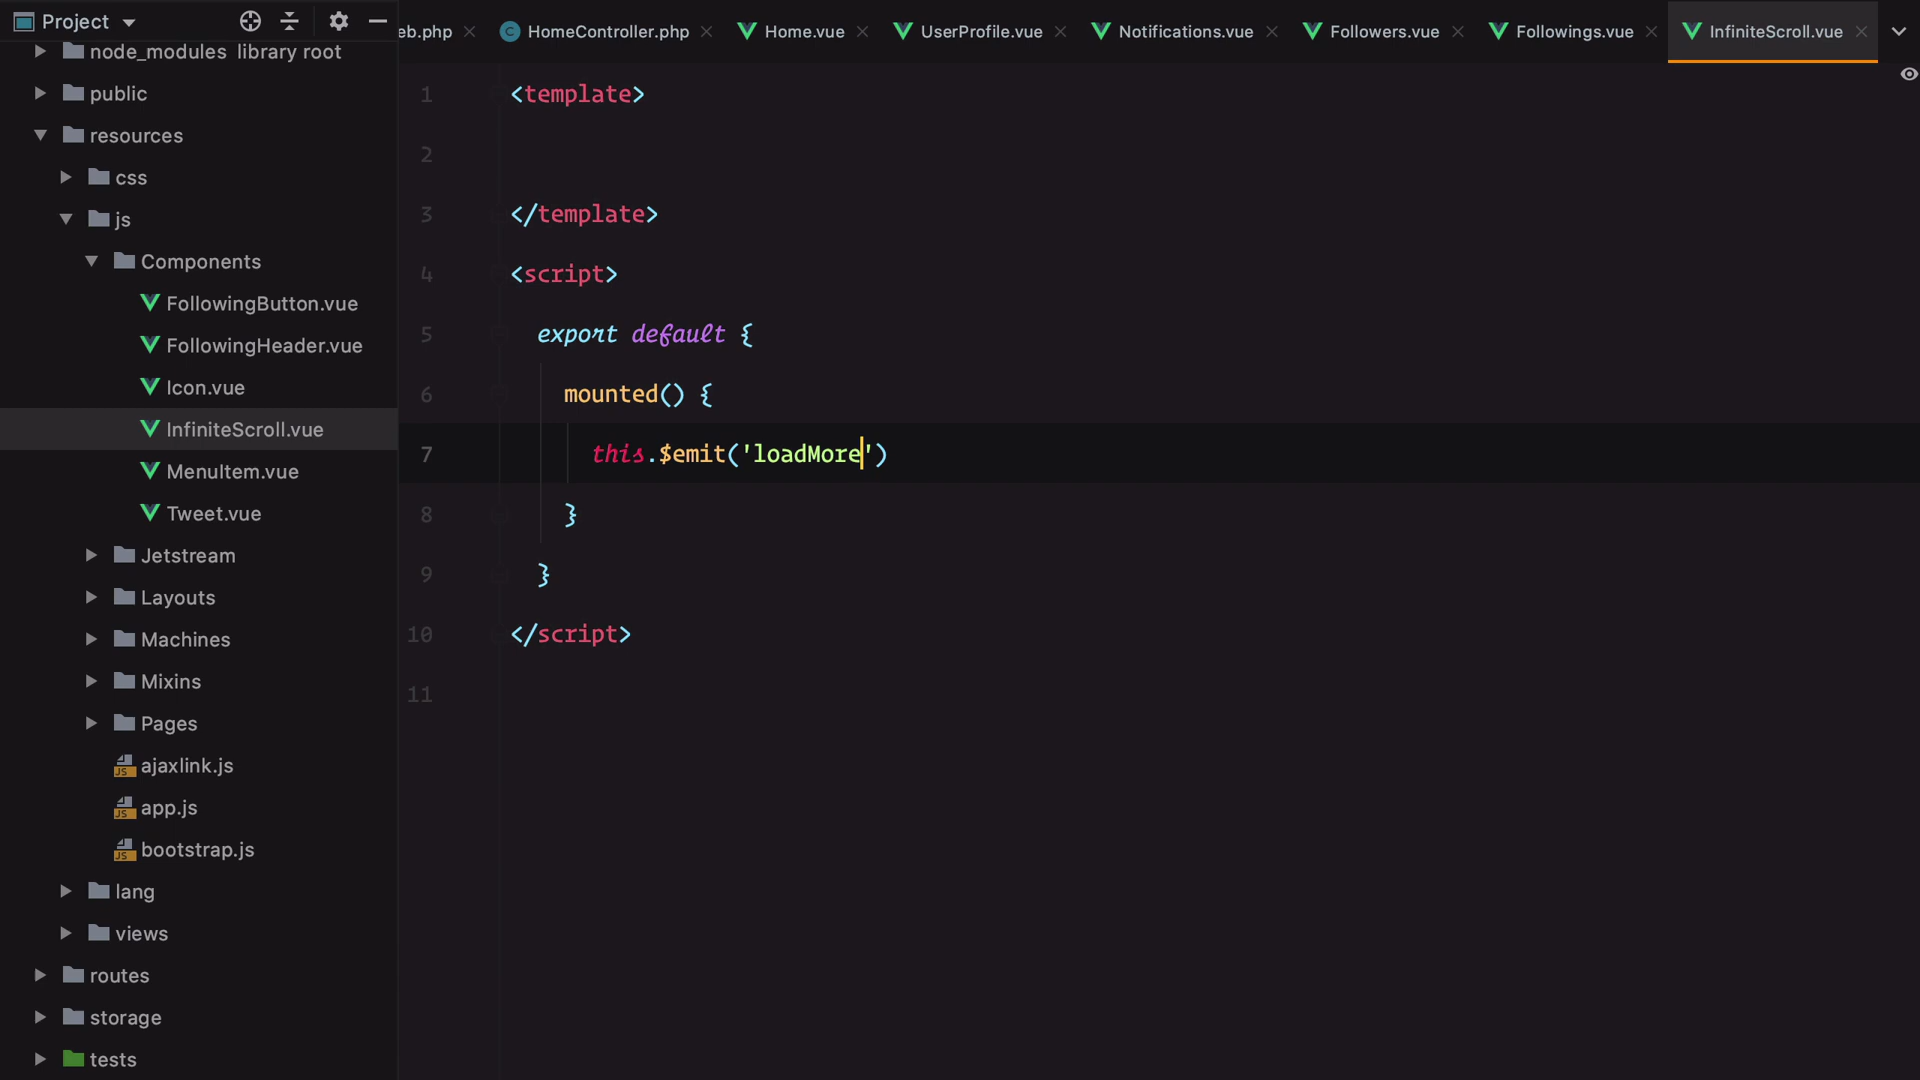 Project
node_modules library root
public
resources
css
js
Components
FollowingButton.vue
FollowingHeader.vue
Icon.vue
InfiniteScroll.vue
MenuItem.vue
Tweet.vue
Jetstream
Layouts
Machines
Mixins
Pages
JS ajaxlink.js
JS app.js
JS bootstrap.js
lang
views
routes
storage
tests
eb.php C HomeController.php Home.vue UserProfile.vue Notifications.vue Followers.vue Followings.vue InfiniteScroll.vue
1 <template>
2
3 </template>
4 <script>
5 export default {
6 mounted() {
7 this.$emit('loadMore')
8 }
9 }
10 </script>
11